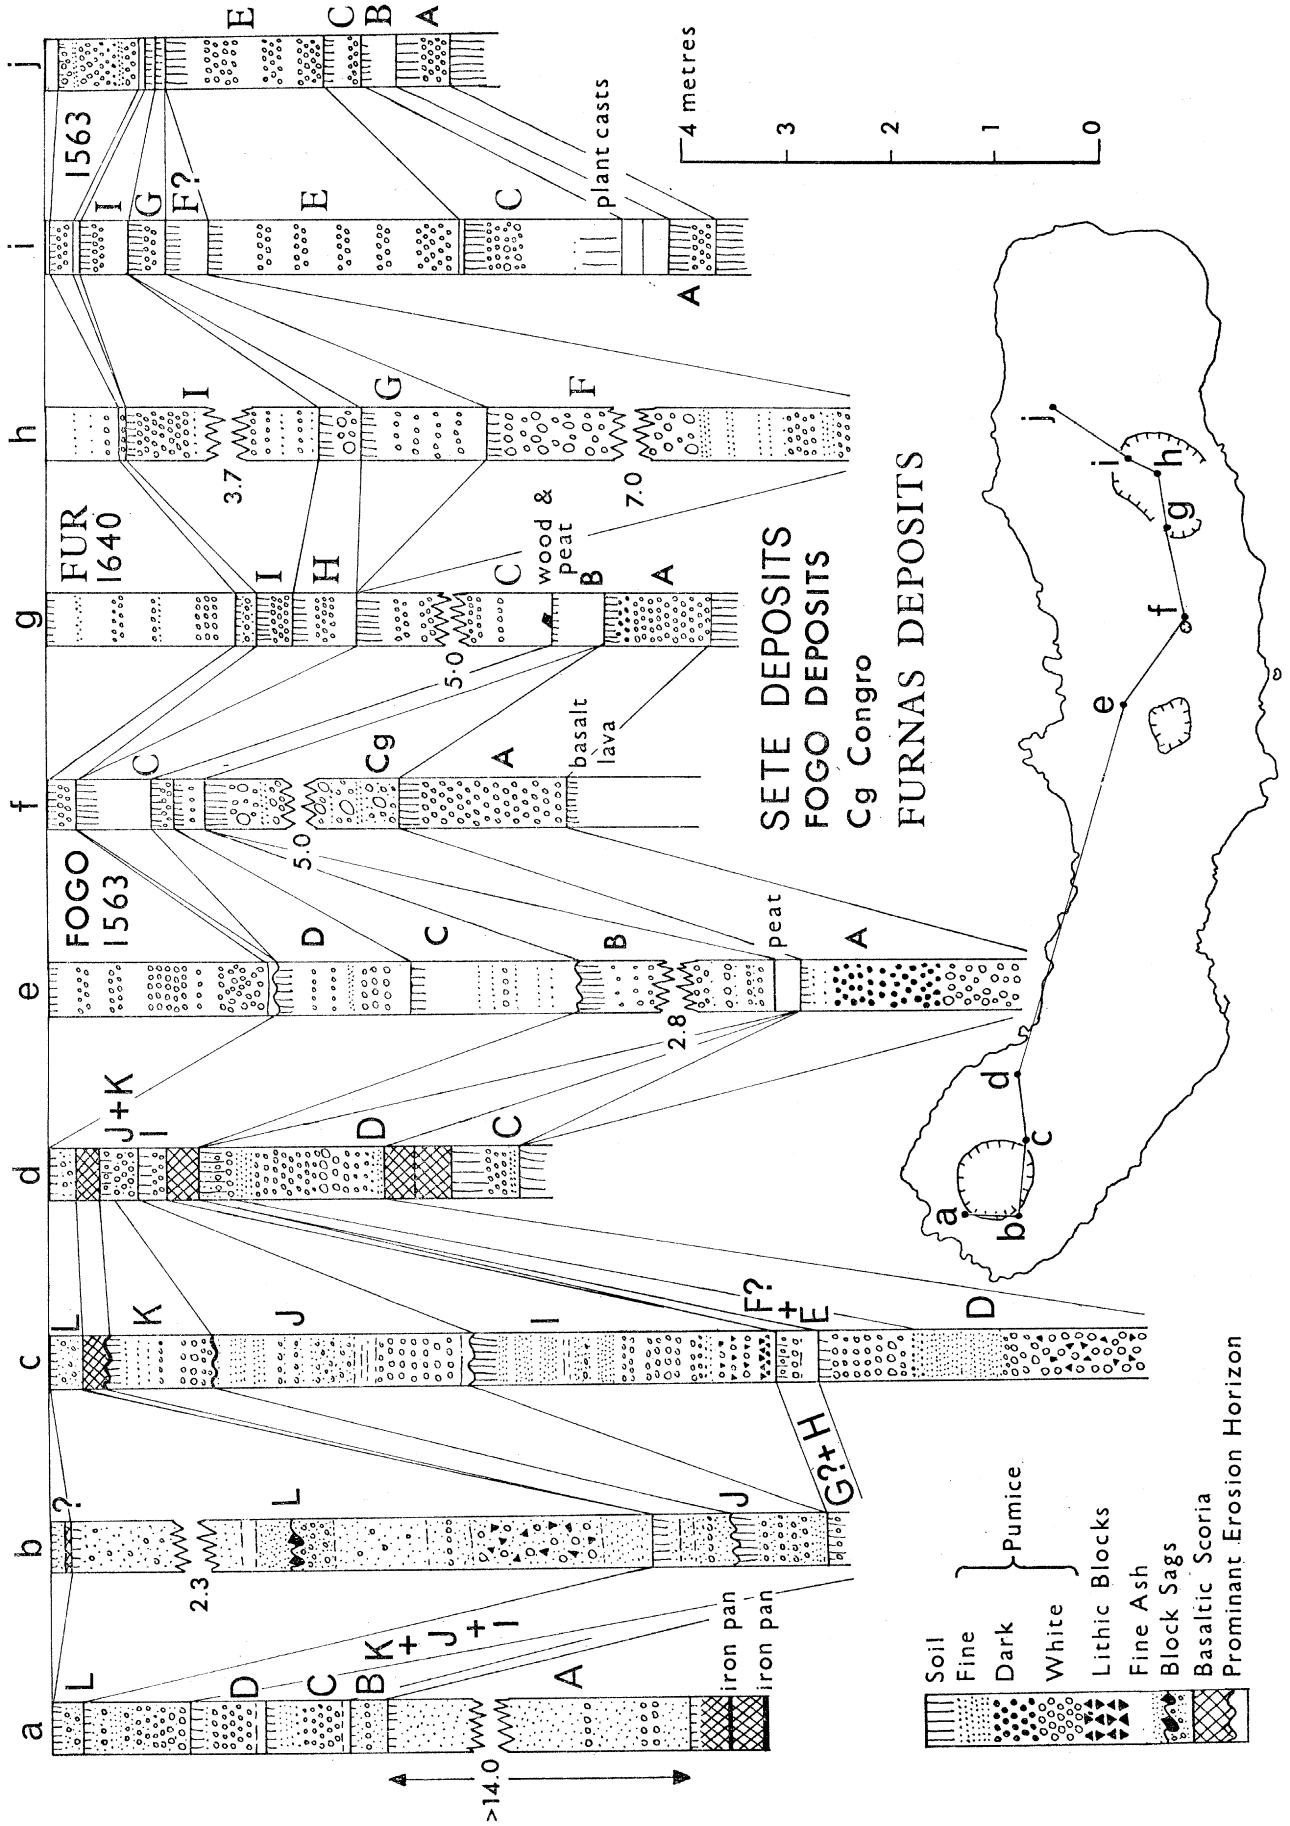 a
L
D
C
B
K
+
J
+
I
A
>14.0
iron pan
iron pan
b
?
2.3
L
J
G?+H
c
L
K
J
I
F?
+
E
D
d
J+K
I
D
C
e
FOGO
1563
D
C
B
2.8
peat
A
f
C
5.0
Cg
A
basalt
lava
g
FUR
1640
I
H
5.0
C
wood &
peat
B
A
h
I
3.7
G
F
7.0
i
1563
I
G
F?
E
C
plant casts
A
j
E
C
B
A
SETE DEPOSITS
FOGO DEPOSITS
Cg Congro
FURNAS DEPOSITS
4 metres
3
2
1
0
Soil
Fine
Dark
White
Pumice
Lithic Blocks
Fine Ash
Block Sags
Basaltic Scoria
Prominant Erosion Horizon
a
b
c
d
e
f
g
h
i
j